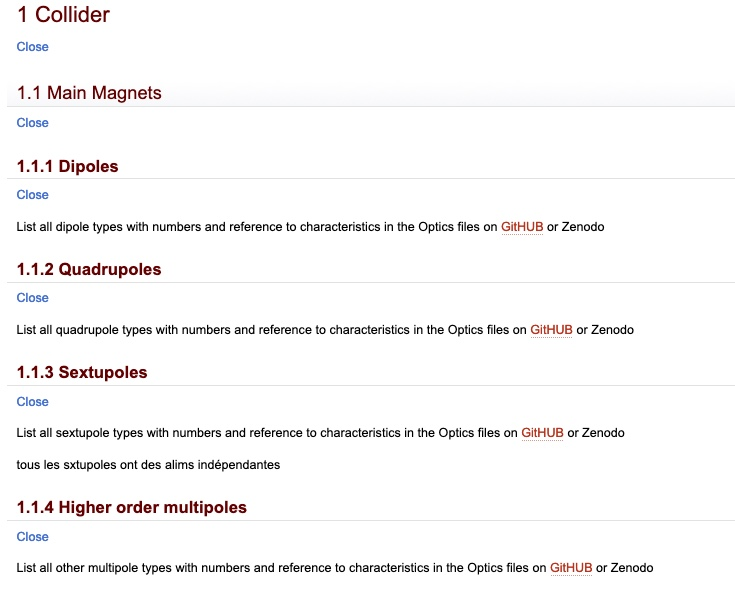 1 Collider
Close
1.1 Main Magnets
Close
1.1.1 Dipoles
Close
List all dipole types with numbers and reference to characteristics in the Optics files on GitHUB or Zenodo
1.1.2 Quadrupoles
Close
List all quadrupole types with numbers and reference to characteristics in the Optics files on GitHUB or Zenodo
1.1.3 Sextupoles
Close
List all sextupole types with numbers and reference to characteristics in the Optics files on GitHUB or Zenodo
tous les sxtupoles ont des alims indépendantes
1.1.4 Higher order multipoles
Close
List all other multipole types with numbers and reference to characteristics in the Optics files on GitHUB or Zenodo